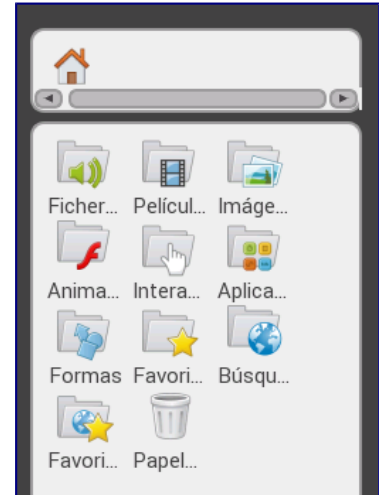 Ficher... Películ... Imáge...
Anima... Intera... Aplica...
Formas Favori... Búsqu...
Favori... Papel...